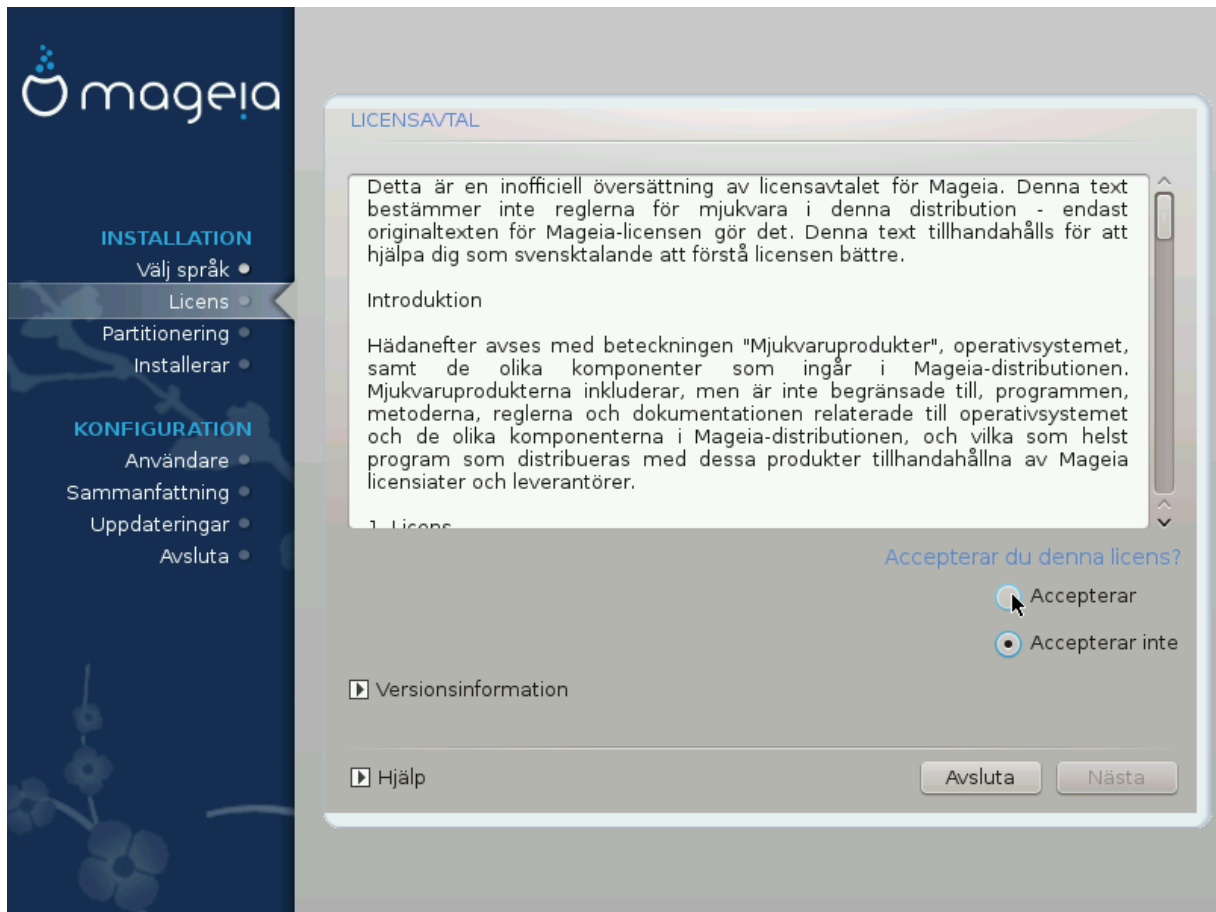 mageia
INSTALLATION
Välj språk
Licens
Partitionering
Installerar
KONFIGURATION
Användare
Sammanfattning
Uppdateringar
Avsluta
LICENSAVTAL
Detta är en inofficiell översättning av licensavtalet för Mageia. Denna text
bestämmer inte reglerna för mjukvara i denna distribution - endast
originaltexten för Mageia-licensen gör det. Denna text tillhandahålls för att
hjälpa dig som svensktalande att förstå licensen bättre.
Introduktion
Hädanefter avses med beteckningen "Mjukvaruprodukter", operativsystemet,
samt de olika komponenter som ingår i Mageia-distributionen.
Mjukvaruprodukterna inkluderar, men är inte begränsade till, programmen,
metoderna, reglerna och dokumentationen relaterade till operativsystemet
och de olika komponenterna i Mageia-distributionen, och vilka som helst
program som distribueras med dessa produkter tillhandahållna av Mageia
licensiater och leverantörer.
1. Licens
Accepterar du denna licens?
Accepterar
Accepterar inte
Versionsinformation
Hjälp
Avsluta
Nästa